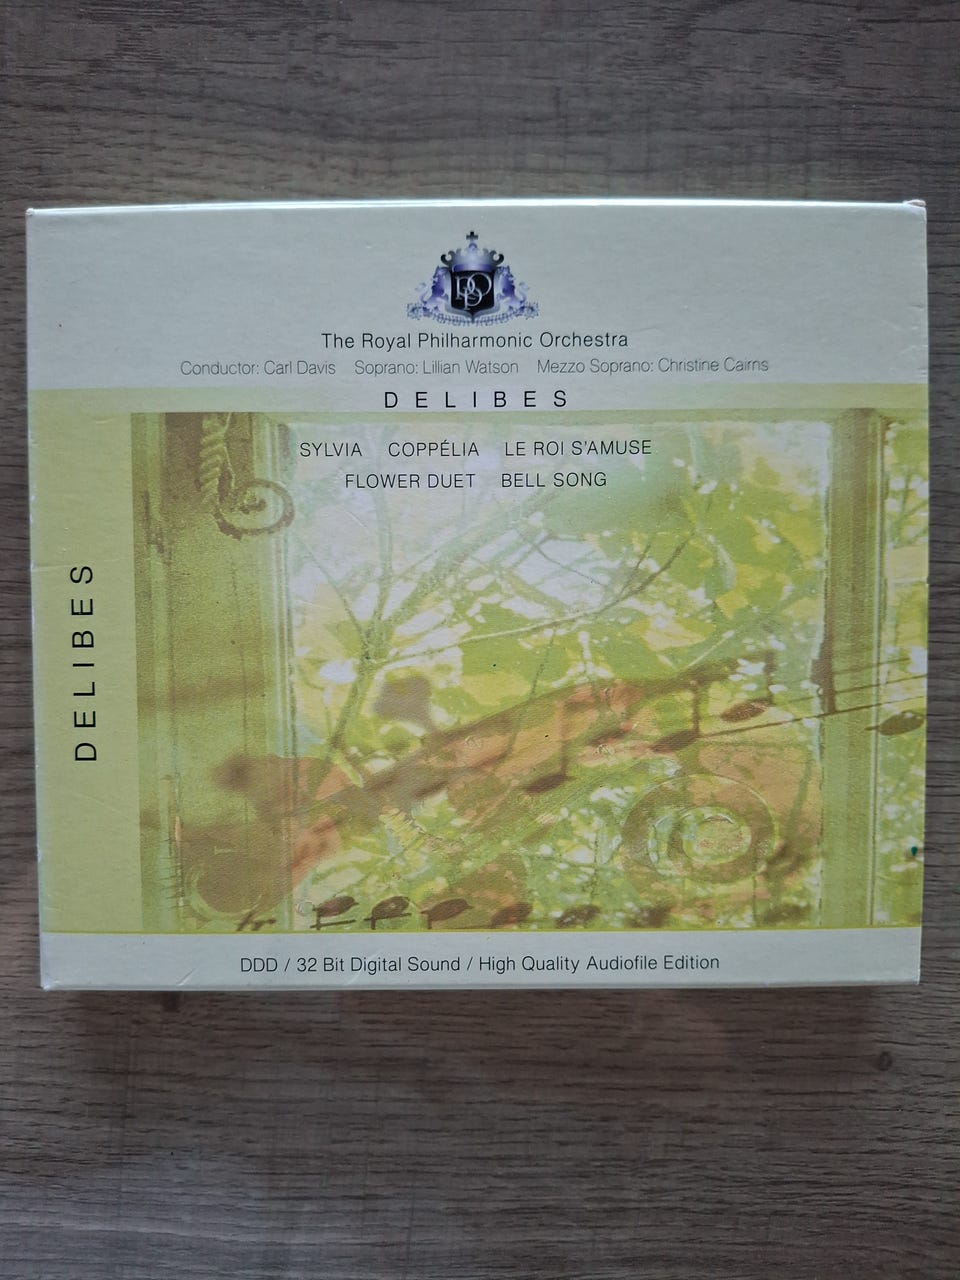 RPO
The Royal Philharmonic Orchestra
Conductor: Carl Davis Soprano: Lillian Watson Mezzo Soprano: Christine Cairns
DELIBES
SYLVIA COPPÉLIA LE ROI S'AMUSE
FLOWER DUET BELL SONG
DELIBES
DDD / 32 Bit Digital Sound / High Quality Audiofile Edition